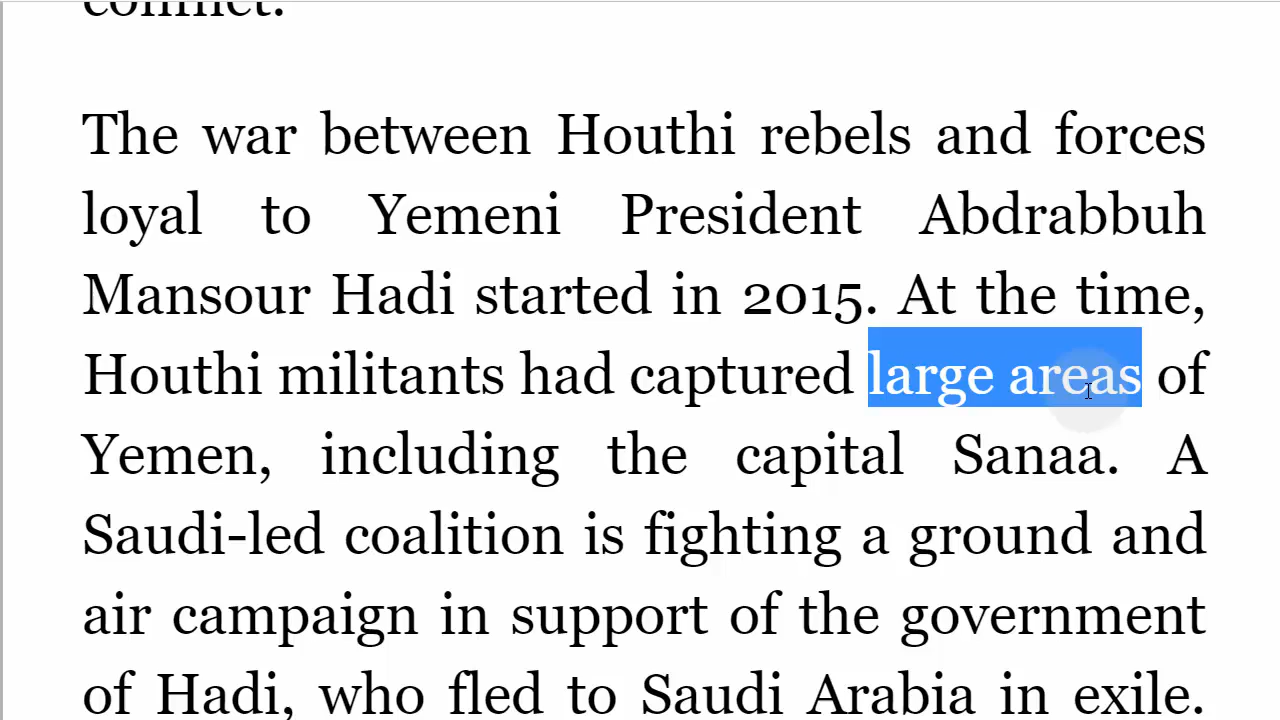 conflict.
The war between Houthi rebels and forces
loyal to Yemeni President Abdrabbuh
Mansour Hadi started in 2015. At the time,
Houthi militants had captured large areas of
Yemen, including the capital Sanaa. A
Saudi-led coalition is fighting a ground and
air campaign in support of the government
of Hadi, who fled to Saudi Arabia in exile.